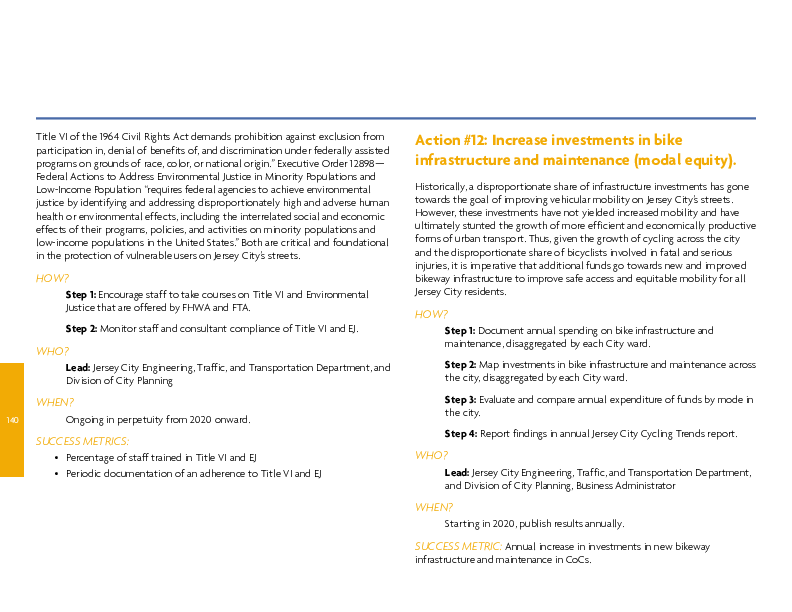 Title VI of the 1964 Civil Rights Act demands prohibition against exclusion from
participation in, denial of benefits of, and discrimination under federally assisted
programs on grounds of race, color, or national origin.” Executive Order 12898—
Federal Actions to Address Environmental Justice in Minority Populations and
Low-Income Population “requires federal agencies to achieve environmental
justice by identifying and addressing disproportionately high and adverse human
health or environmental effects, including the interrelated social and economic
effects of their programs, policies, and activities on minority populations and
low-income populations in the United States.” Both are critical and foundational
in the protection of vulnerable users on Jersey City’s streets.
HOW?
Step 1: Encourage staff to take courses on Title VI and Environmental
Justice that are offered by FHWA and FTA.
Step 2: Monitor staff and consultant compliance of Title VI and EJ.
WHO?
Lead: Jersey City Engineering, Traffic, and Transportation Department, and
Division of City Planning
WHEN?
Ongoing in perpetuity from 2020 onward.
SUCCESS METRICS:
• Percentage of staff trained in Title VI and EJ
• Periodic documentation of an adherence to Title VI and EJ
140
Action #12: Increase investments in bike
infrastructure and maintenance (modal equity).
Historically, a disproportionate share of infrastructure investments has gone
towards the goal of improving vehicular mobility on Jersey City’s streets.
However, these investments have not yielded increased mobility and have
ultimately stunted the growth of more efficient and economically productive
forms of urban transport. Thus, given the growth of cycling across the city
and the disproportionate share of bicyclists involved in fatal and serious
injuries, it is imperative that additional funds go towards new and improved
bikeway infrastructure to improve safe access and equitable mobility for all
Jersey City residents.
HOW?
Step 1: Document annual spending on bike infrastructure and
maintenance, disaggregated by each City ward.
Step 2: Map investments in bike infrastructure and maintenance across
the city, disaggregated by each City ward.
Step 3: Evaluate and compare annual expenditure of funds by mode in
the city.
Step 4: Report findings in annual Jersey City Cycling Trends report.
WHO?
Lead: Jersey City Engineering, Traffic, and Transportation Department,
and Division of City Planning, Business Administrator
WHEN?
Starting in 2020, publish results annually.
SUCCESS METRIC: Annual increase in investments in new bikeway
infrastructure and maintenance in CoCs.